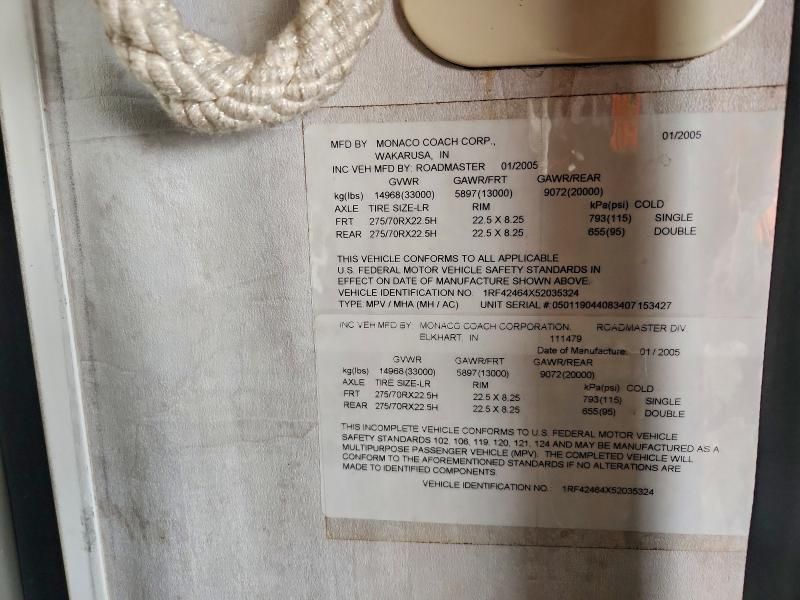 MFD BY MONACO COACH CORP., 01/2005
WAKARUSA, IN
INC VEH MFD BY: ROADMASTER 01/2005
GVWR GAWR/FRT GAWR/REAR
kg(lbs) 14968(33000) 5897(13000) 9072(20000)
AXLE TIRE SIZE-LR RIM kPa(psi) COLD
FRT 275/70RX22.5H 22.5 X 8.25 793(115) SINGLE
REAR 275/70RX22.5H 22.5 X 8.25 655(95) DOUBLE
THIS VEHICLE CONFORMS TO ALL APPLICABLE
U.S. FEDERAL MOTOR VEHICLE SAFETY STANDARDS IN
EFFECT ON DATE OF MANUFACTURE SHOWN ABOVE.
VEHICLE IDENTIFICATION NO. 1RF42464X52035324
TYPE MPV / MHA (MH / AC) UNIT SERIAL #:050119044083407153427
INC VEH MFD BY: MONACO COACH CORPORATION. ROADMASTER DIV.
ELKHART, IN 111479
Date of Manufacture: 01/2005
GVWR GAWR/FRT GAWR/REAR
kg(lbs) 14968(33000) 5897(13000) 9072(20000)
AXLE TIRE SIZE-LR RIM kPa(psi) COLD
FRT 275/70RX22.5H 22.5 X 8.25 793(115) SINGLE
REAR 275/70RX22.5H 22.5 X 8.25 655(95) DOUBLE
THIS INCOMPLETE VEHICLE CONFORMS TO U.S. FEDERAL MOTOR VEHICLE
SAFETY STANDARDS 102, 106, 119, 120, 121, 124 AND MAY BE MANUFACTURED AS A
MULTIPURPOSE PASSENGER VEHICLE (MPV). THE COMPLETED VEHICLE WILL
CONFORM TO THE AFOREMENTIONED STANDARDS IF NO ALTERATIONS ARE
MADE TO IDENTIFIED COMPONENTS.
VEHICLE IDENTIFICATION NO.: 1RF42464X52035324